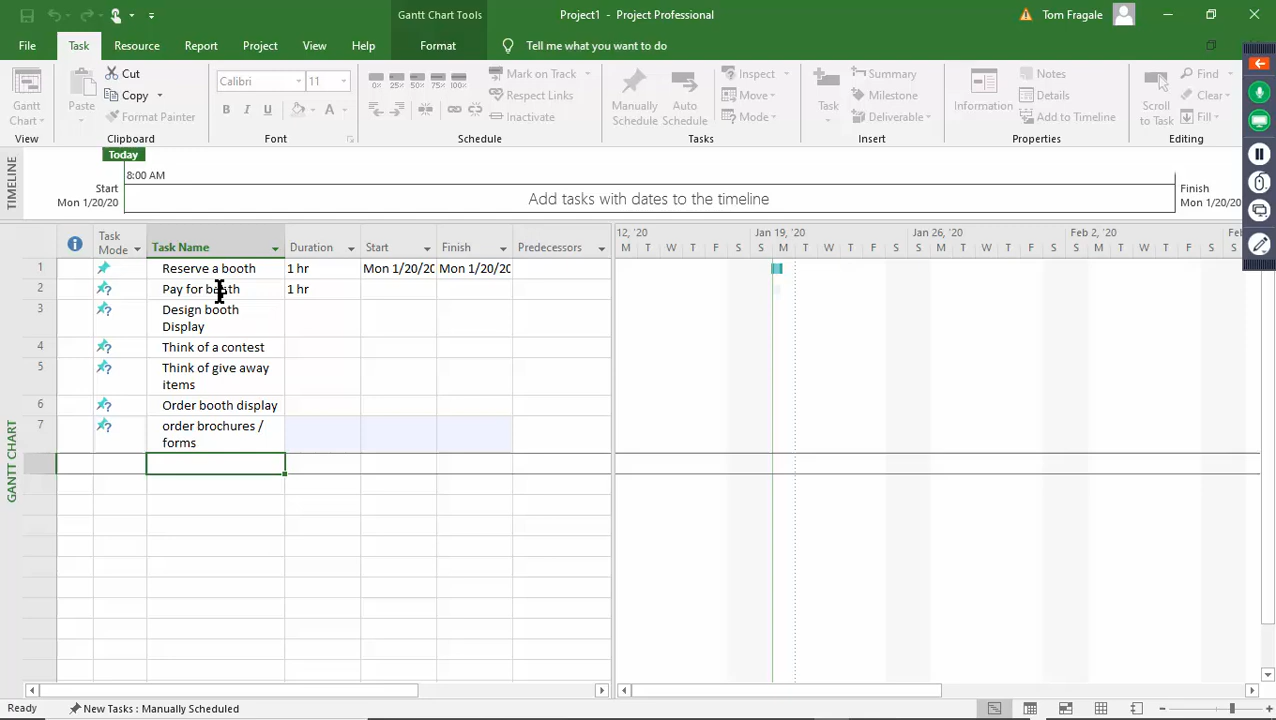 Gantt Chart Tools
Project1 - Project Professional
Tom Fragale
File Task Resource Report Project View Help Format Tell me what you want to do
Gantt Chart
View
Paste
Cut
Copy
Format Painter
Clipboard
Calibri 11
B I U A
Font
0% 25% 50% 75% 100%
Mark on Track
Respect Links
Inactivate
Schedule
Manually Schedule
Auto Schedule
Inspect
Move
Mode
Tasks
Task
Summary
Milestone
Deliverable
Insert
Information
Notes
Details
Add to Timeline
Properties
Scroll to Task
Find
Clear
Fill
Editing
TIMELINE
Today
8:00 AM
Start
Mon 1/20/20
Add tasks with dates to the timeline
Finish
Mon 1/20/20
GANTT CHART
Task Mode Task Name Duration Start Finish Predecessors
12, '20 Jan 19, '20 Jan 26, '20 Feb 2, '20
M T W T F S S M T W T F S S M T W T F S S M T W T F S S
1 Reserve a booth 1 hr Mon 1/20/20 Mon 1/20/20
2 Pay for booth 1 hr
3 Design booth
Display
4 Think of a contest
5 Think of give away
items
6 Order booth display
7 order brochures /
forms
Ready New Tasks : Manually Scheduled